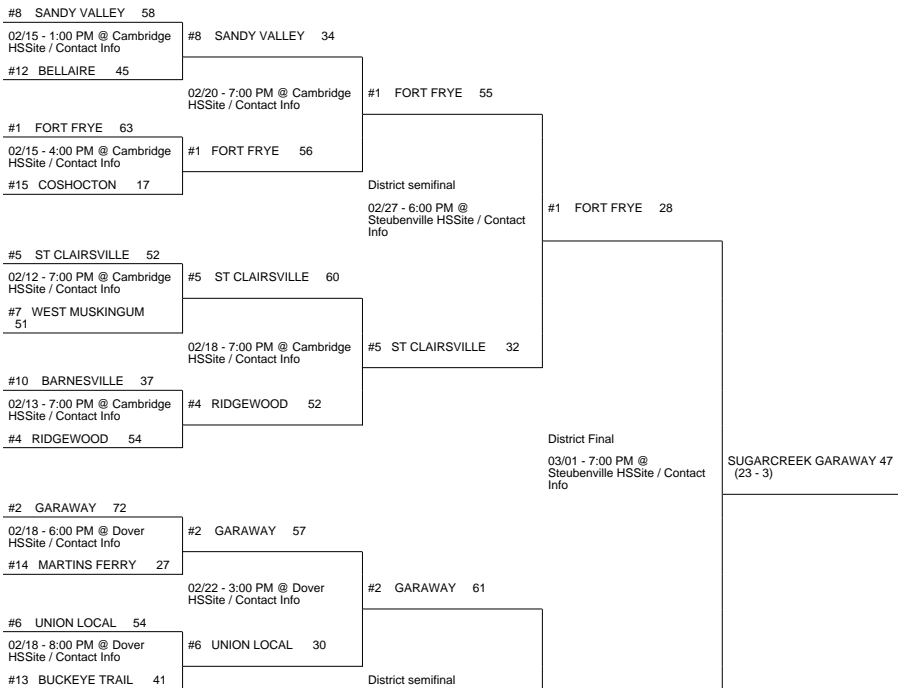 #8 SANDY VALLEY 58
02/15 - 1:00 PM @ Cambridge
HSSite / Contact Info
#12 BELLAIRE 45
#8 SANDY VALLEY 34
02/20 - 7:00 PM @ Cambridge
HSSite / Contact Info
#1 FORT FRYE 63
02/15 - 4:00 PM @ Cambridge
HSSite / Contact Info
#15 COSHOCTON 17
#1 FORT FRYE 56
#1 FORT FRYE 55
District semifinal
02/27 - 6:00 PM @
Steubenville HSSite / Contact
Info
#1 FORT FRYE 28
#5 ST CLAIRSVILLE 52
02/12 - 7:00 PM @ Cambridge
HSSite / Contact Info
#7 WEST MUSKINGUM
51
#5 ST CLAIRSVILLE 60
02/18 - 7:00 PM @ Cambridge
HSSite / Contact Info
#5 ST CLAIRSVILLE 32
#10 BARNESVILLE 37
02/13 - 7:00 PM @ Cambridge
HSSite / Contact Info
#4 RIDGEWOOD 54
#4 RIDGEWOOD 52
District Final
03/01 - 7:00 PM @
Steubenville HSSite / Contact
Info
SUGARCREEK GARAWAY 47
(23 - 3)
#2 GARAWAY 72
02/18 - 6:00 PM @ Dover
HSSite / Contact Info
#14 MARTINS FERRY 27
#2 GARAWAY 57
02/22 - 3:00 PM @ Dover
HSSite / Contact Info
#2 GARAWAY 61
#6 UNION LOCAL 54
02/18 - 8:00 PM @ Dover
HSSite / Contact Info
#13 BUCKEYE TRAIL 41
#6 UNION LOCAL 30
District semifinal